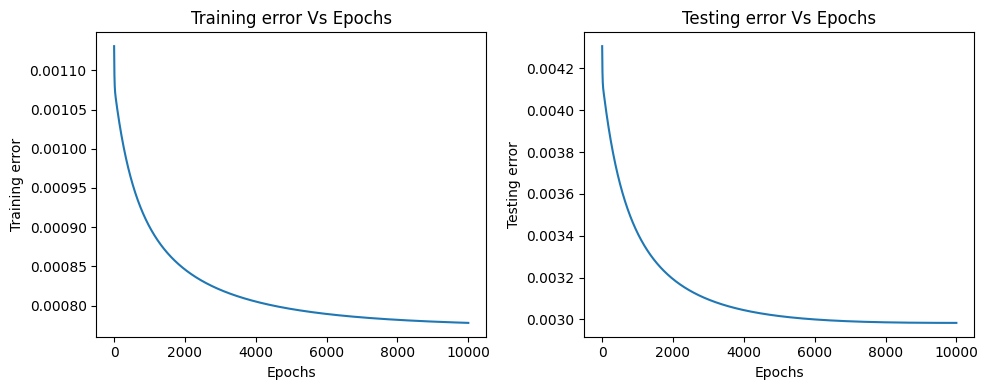 Training error Vs Epochs
Training error
0.00110
0.00105
0.00100
0.00095
0.00090
0.00085
0.00080
0 2000 4000 6000 8000 10000
Epochs
Testing error Vs Epochs
Testing error
0.0042
0.0040
0.0038
0.0036
0.0034
0.0032
0.0030
0 2000 4000 6000 8000 10000
Epochs